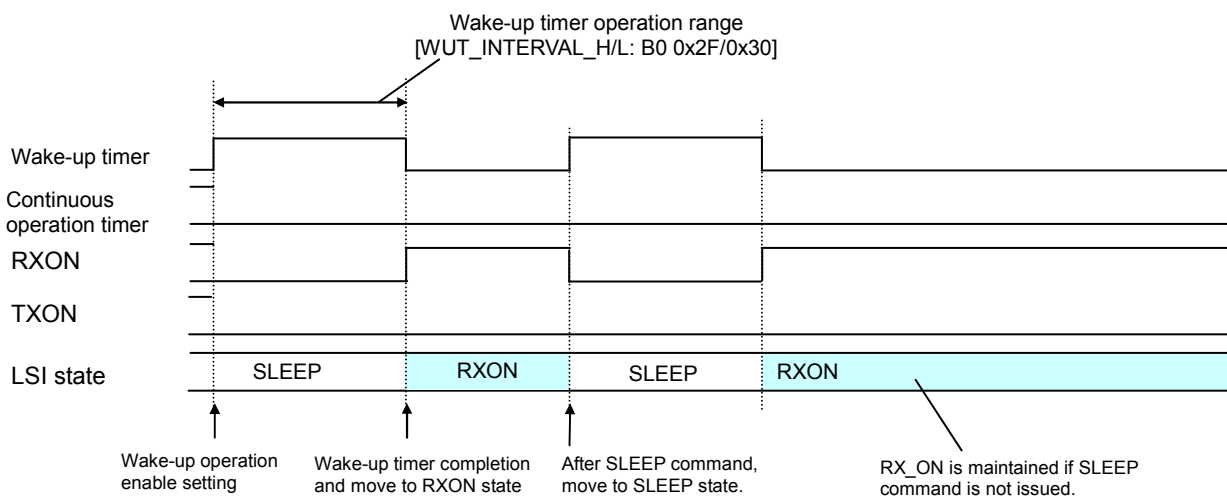 Wake-up timer operation range
[WUT_INTERVAL_H/L: B0 0x2F/0x30]
Wake-up timer
Continuous
operation timer
RXON
TXON
LSI state
SLEEP
RXON
SLEEP
RXON
Wake-up operation
enable setting
Wake-up timer completion
and move to RXON state
After SLEEP command,
move to SLEEP state.
RX_ON is maintained if SLEEP
command is not issued.